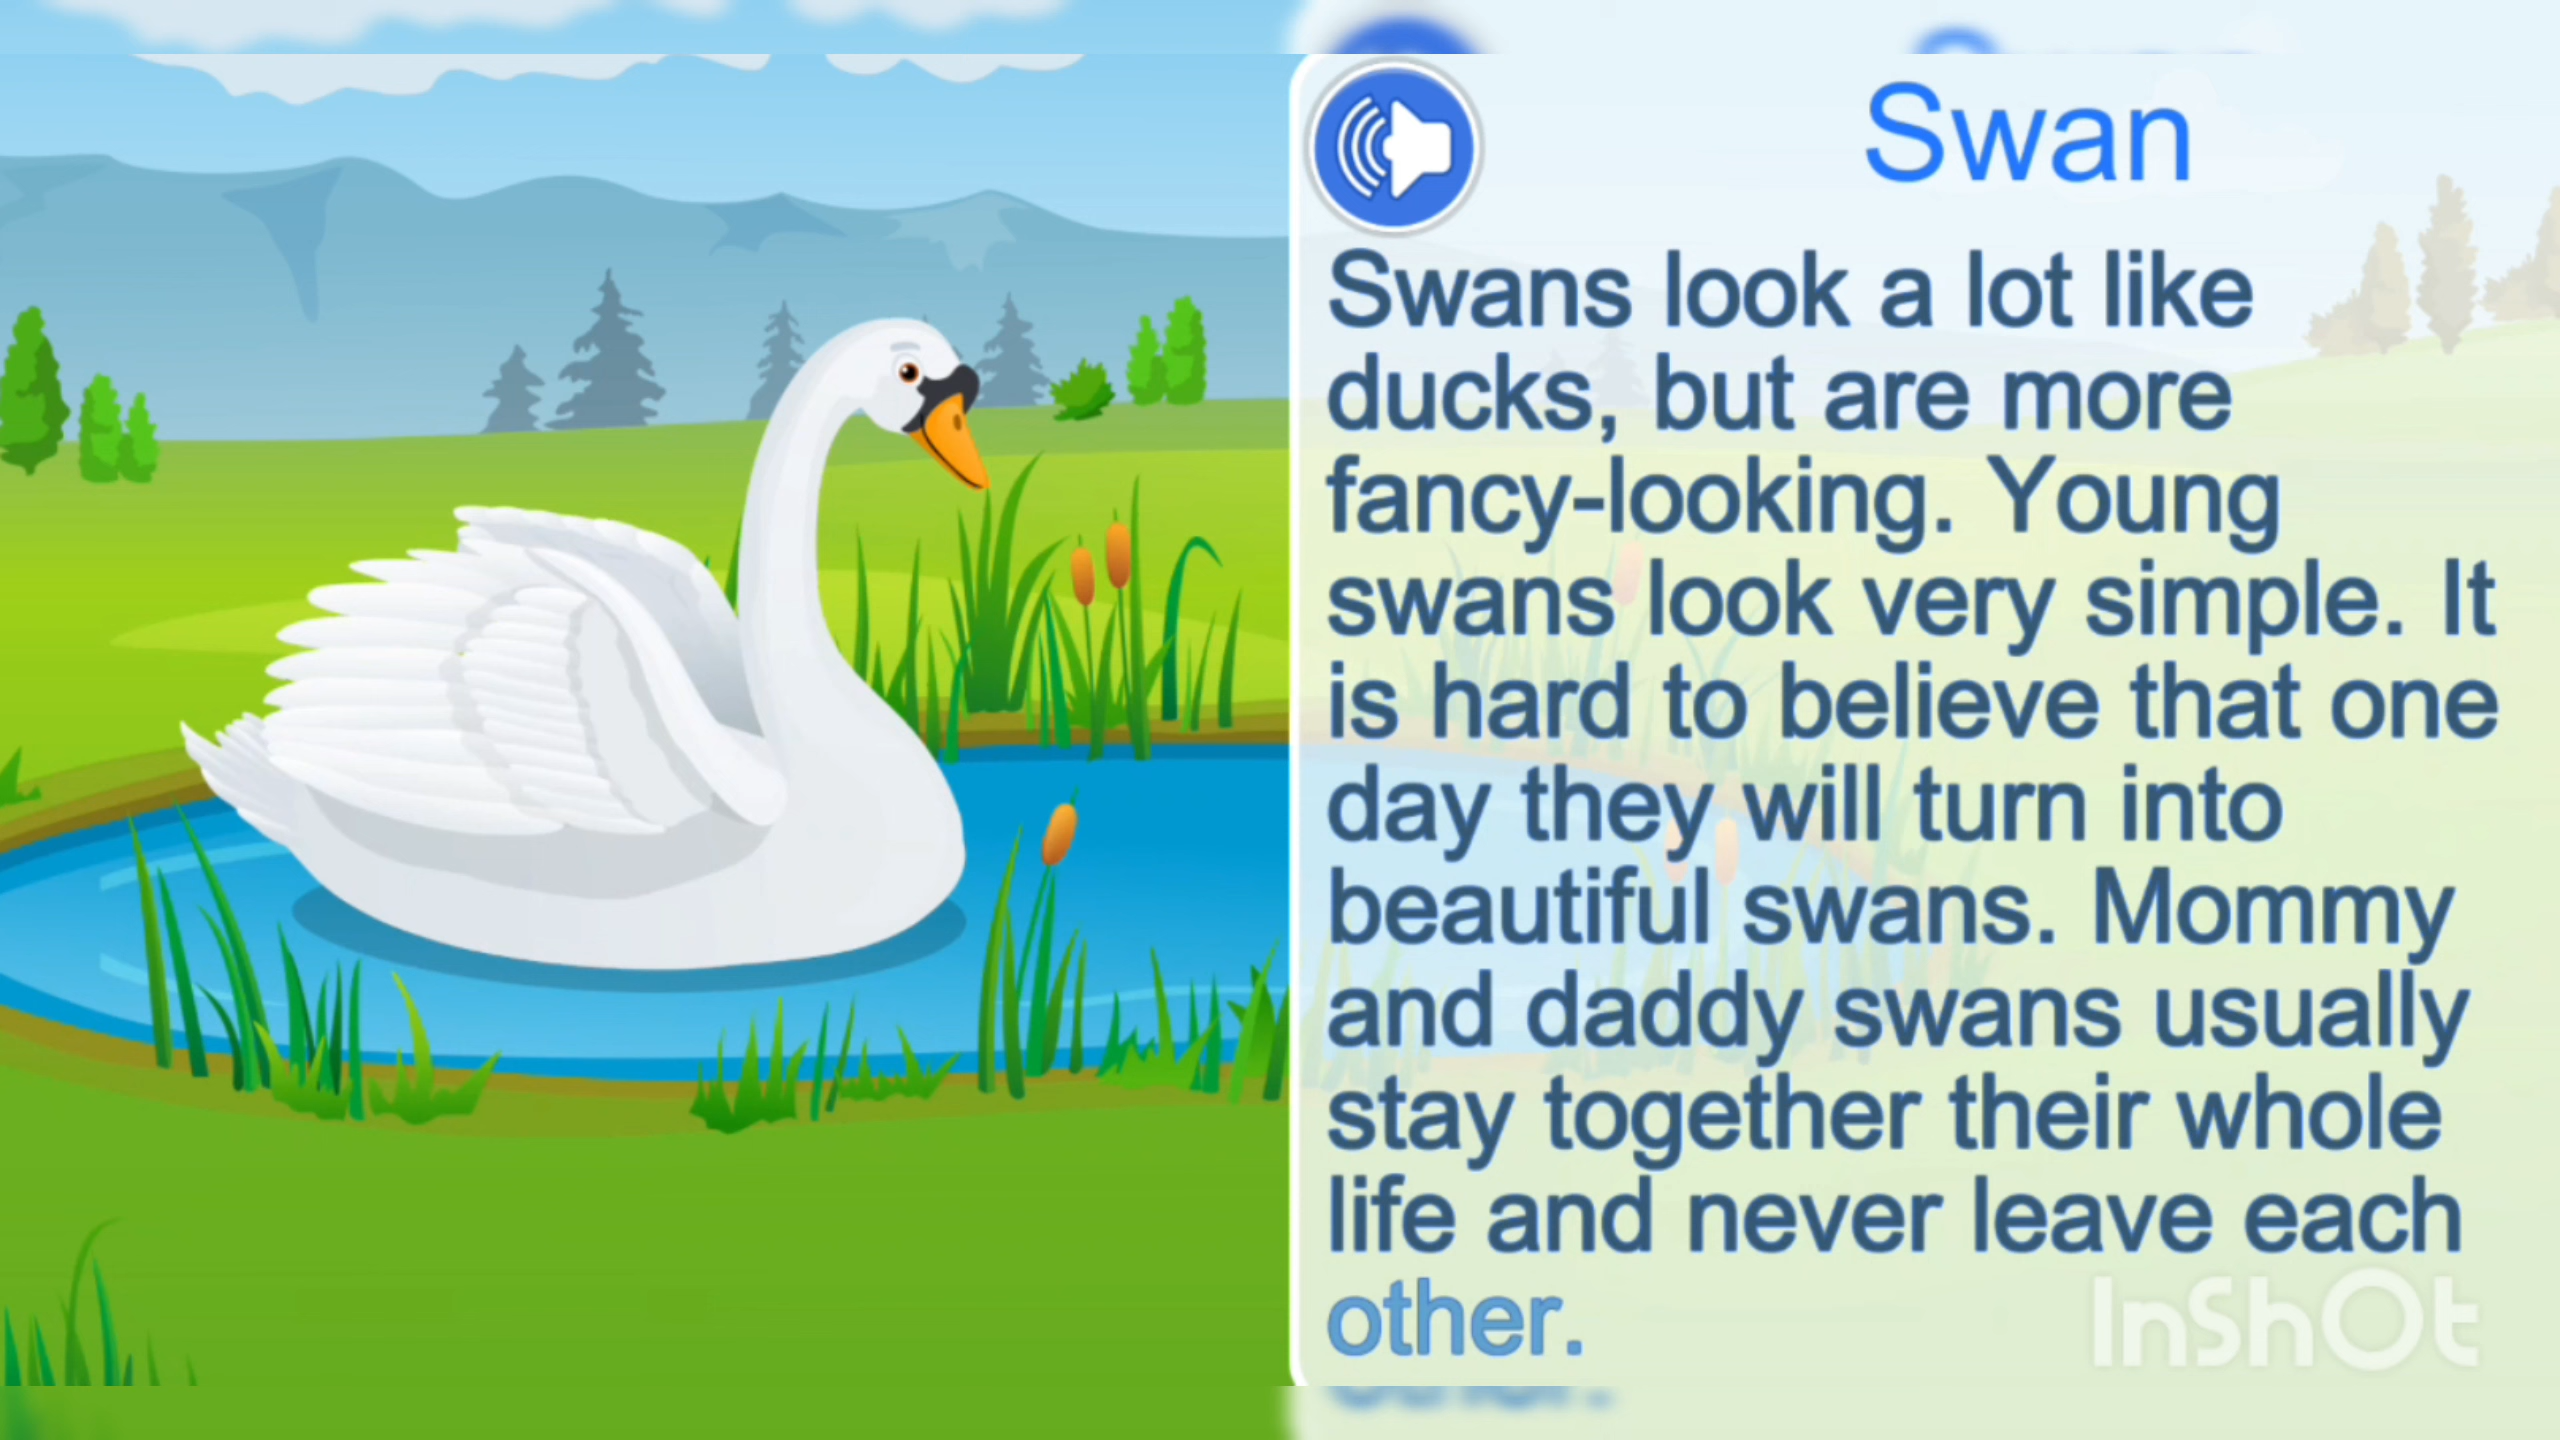 Swan
Swans look a lot like
ducks, but are more
fancy-looking. Young
swans look very simple. It
is hard to believe that one
day they will turn into
beautiful swans. Mommy
and daddy swans usually
stay together their whole
life and never leave each
other.
InShOt